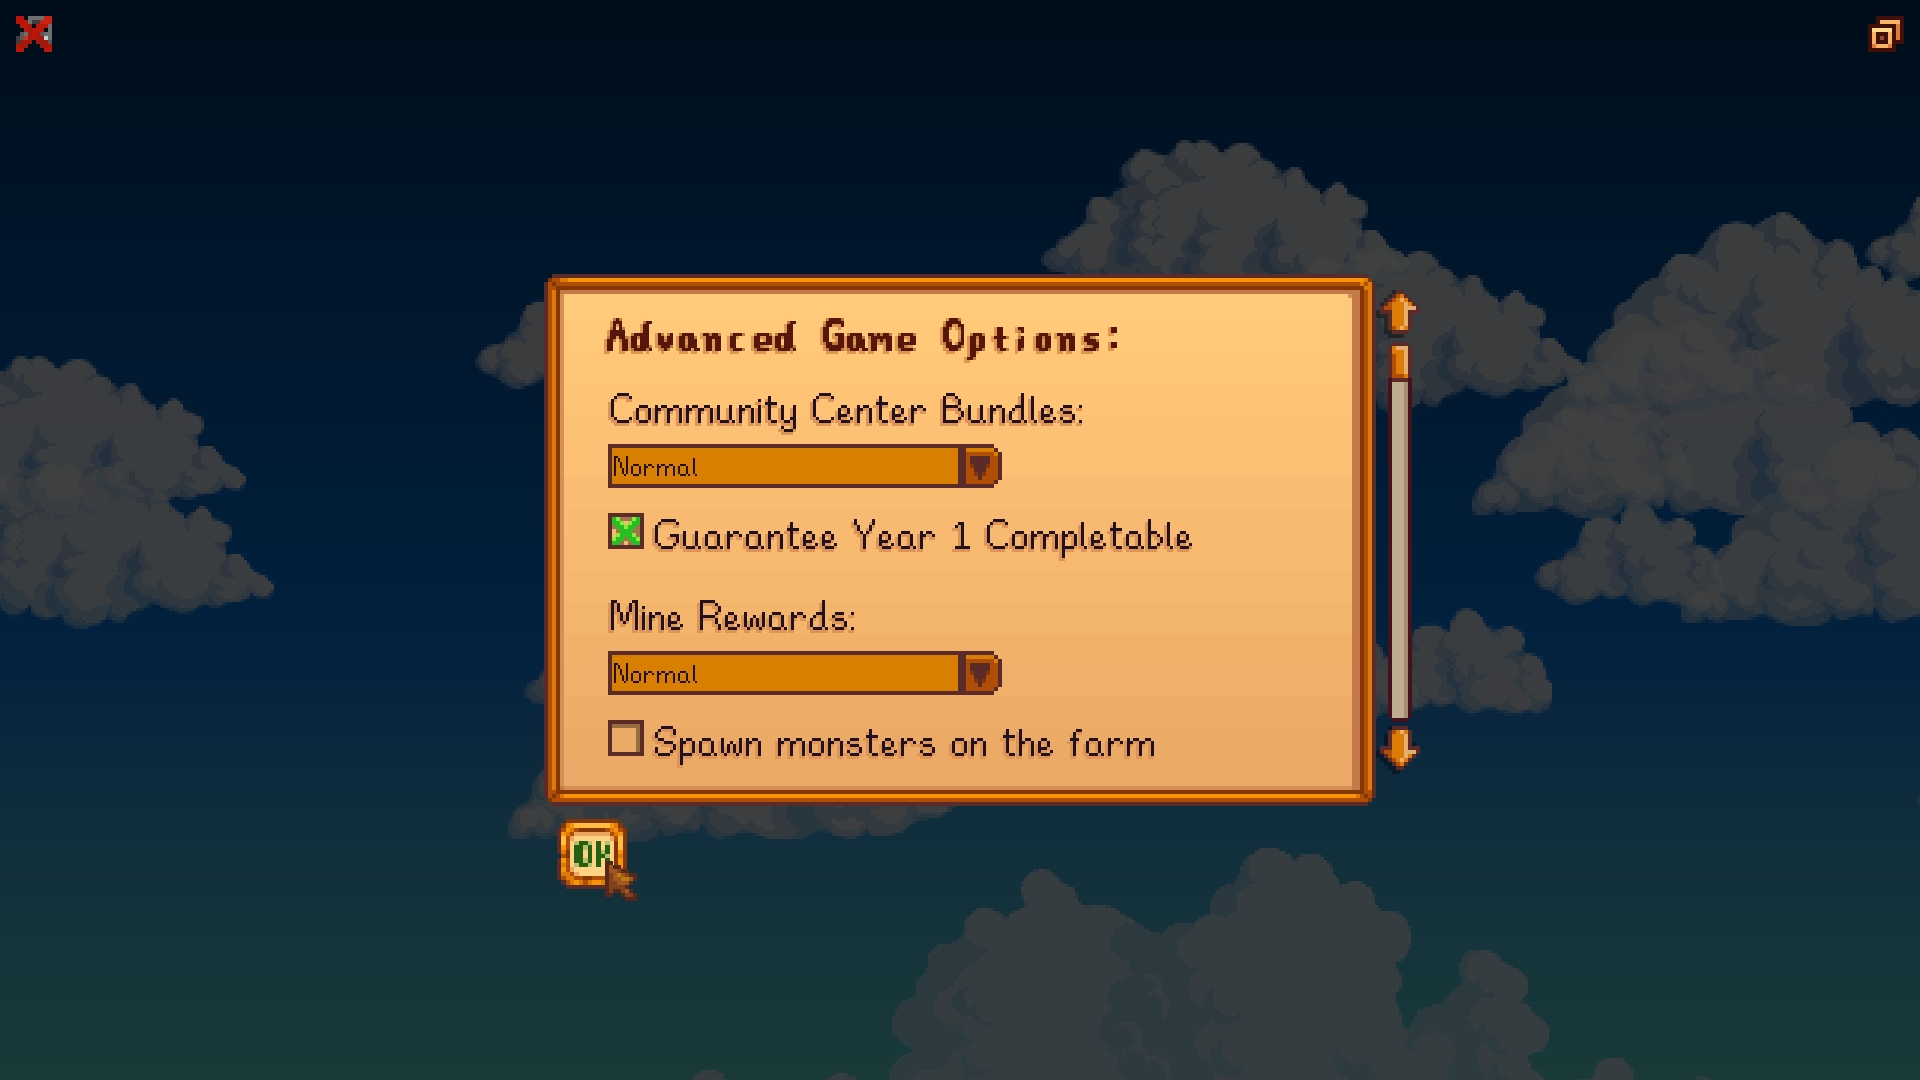 Advanced Game Options:
Community Center Bundles:
Normal
Guarantee Year 1 Completable
Mine Rewards:
Normal
Spawn monsters on the farm
OK